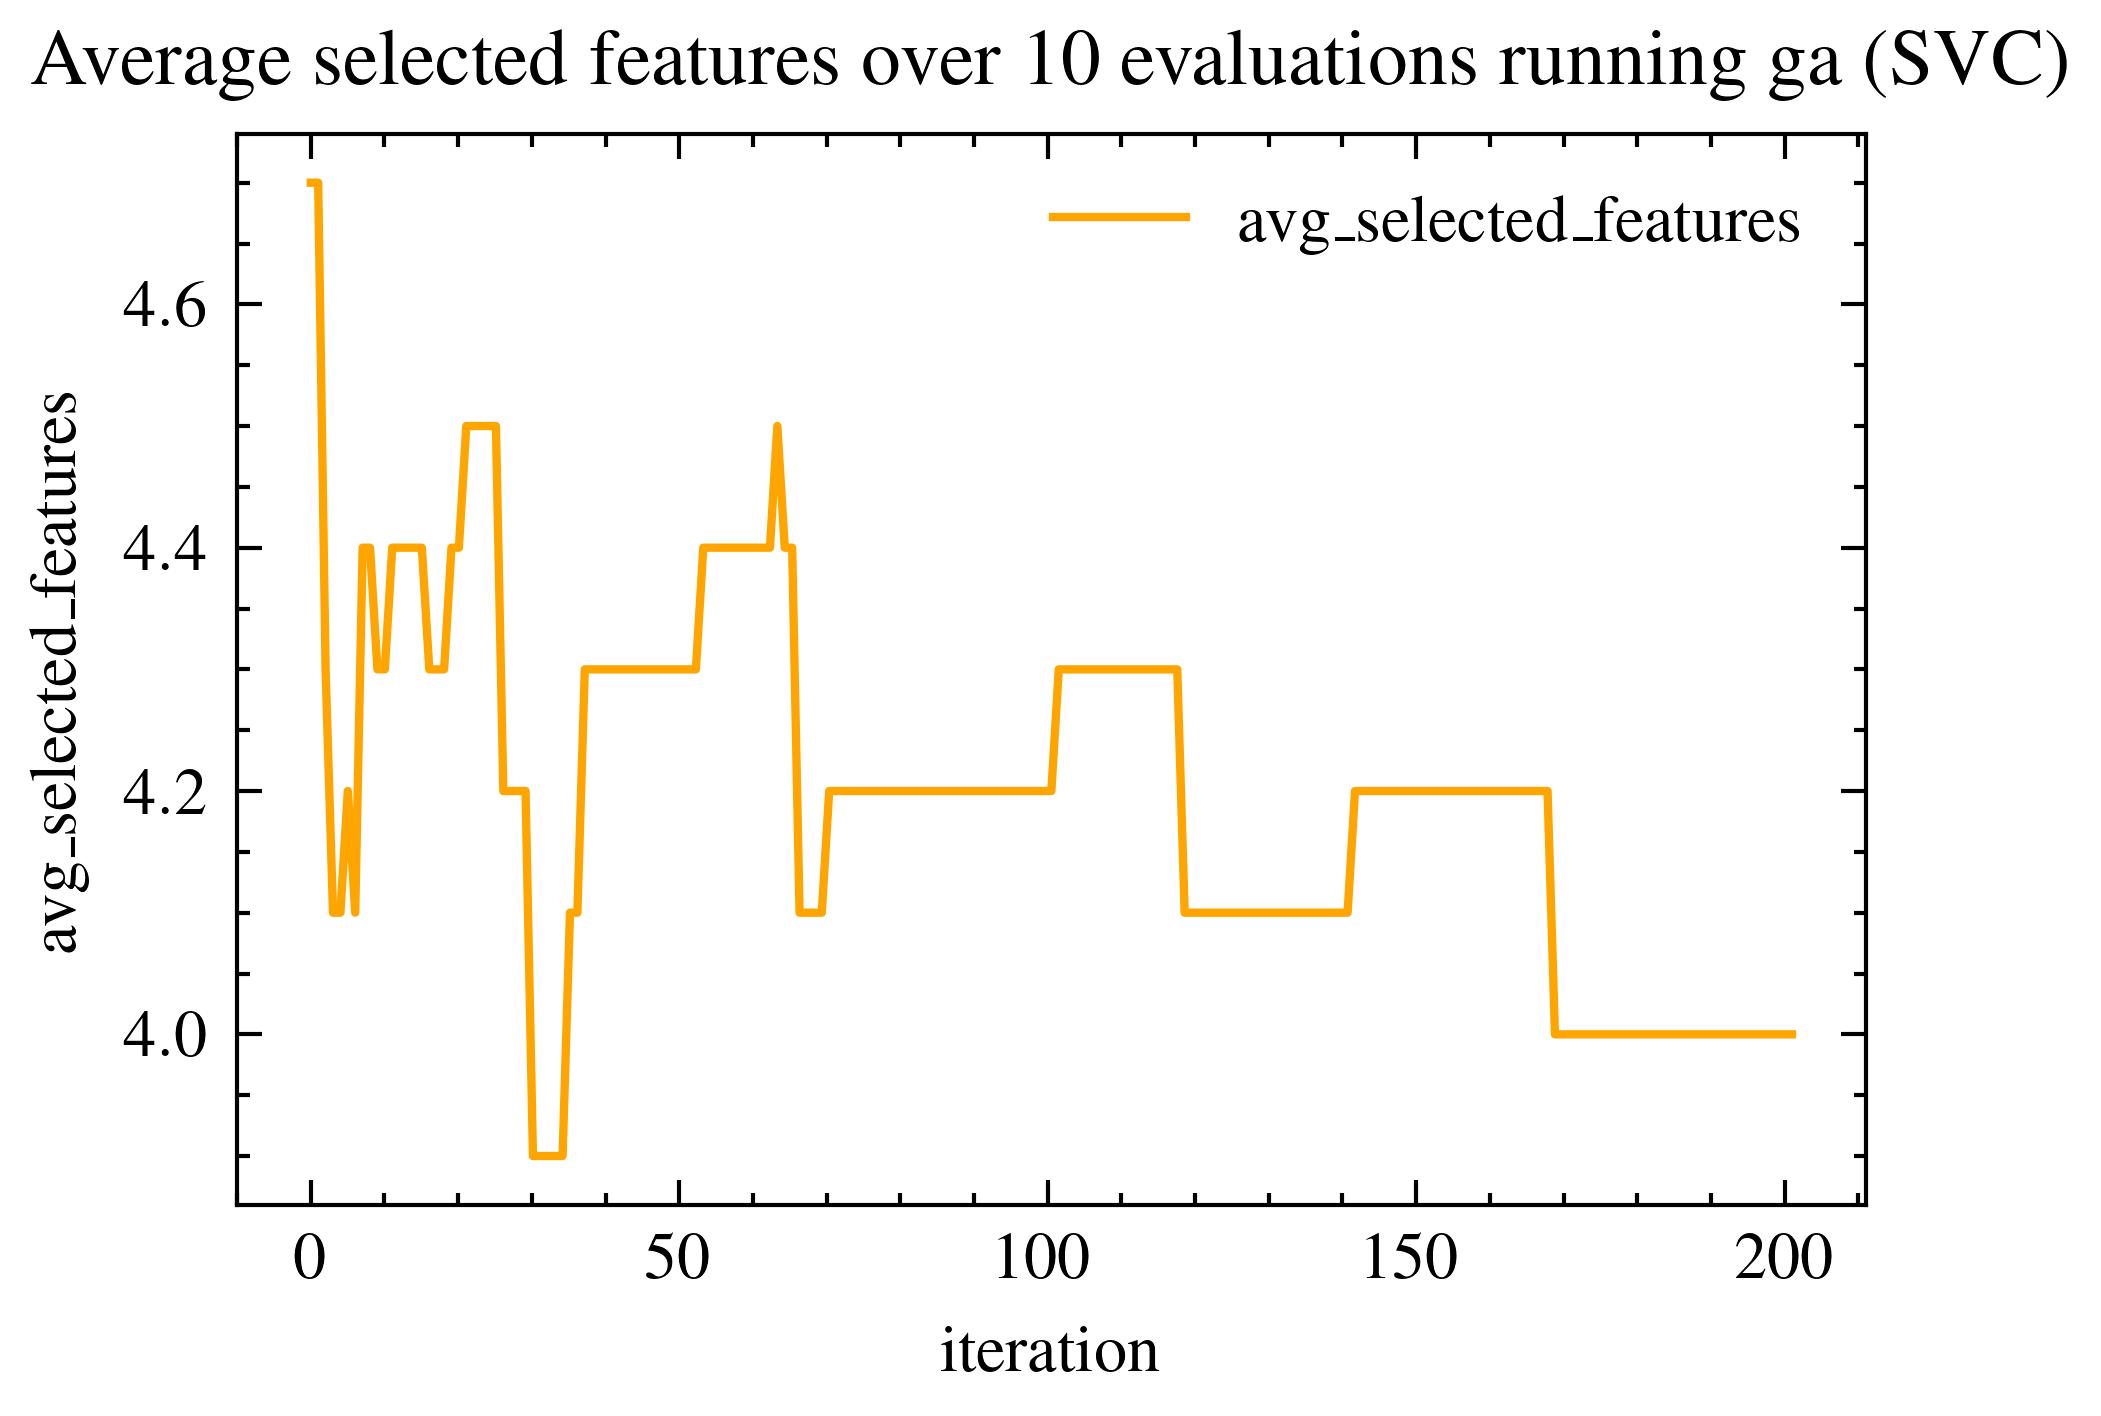 Average selected features over 10 evaluations running ga (SVC)
avg_selected_features
4.6
4.4
4.2
4.0
avg_selected_features
0 50 100 150 200
iteration